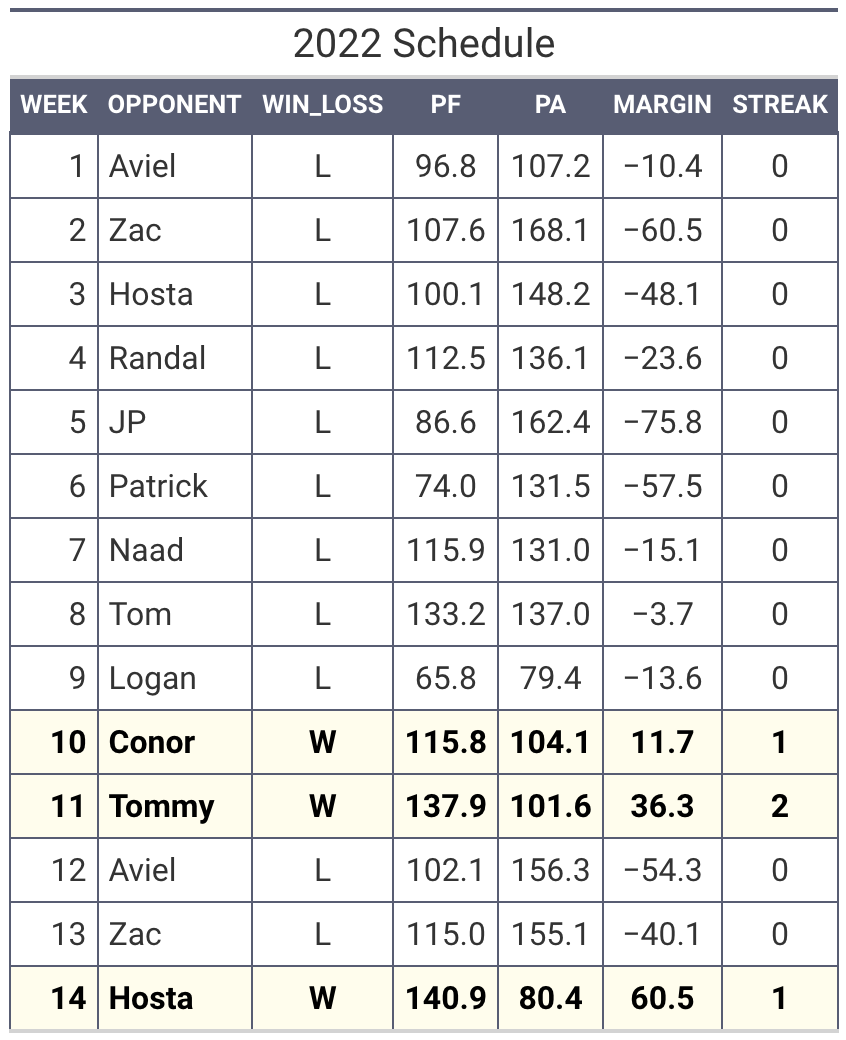 2022 Schedule
WEEK OPPONENT WIN_LOSS PF PA MARGIN STREAK
1 Aviel L 96.8 107.2 −10.4 0
2 Zac L 107.6 168.1 −60.5 0
3 Hosta L 100.1 148.2 −48.1 0
4 Randal L 112.5 136.1 −23.6 0
5 JP L 86.6 162.4 −75.8 0
6 Patrick L 74.0 131.5 −57.5 0
7 Naad L 115.9 131.0 −15.1 0
8 Tom L 133.2 137.0 −3.7 0
9 Logan L 65.8 79.4 −13.6 0
10 Conor W 115.8 104.1 11.7 1
11 Tommy W 137.9 101.6 36.3 2
12 Aviel L 102.1 156.3 −54.3 0
13 Zac L 115.0 155.1 −40.1 0
14 Hosta W 140.9 80.4 60.5 1